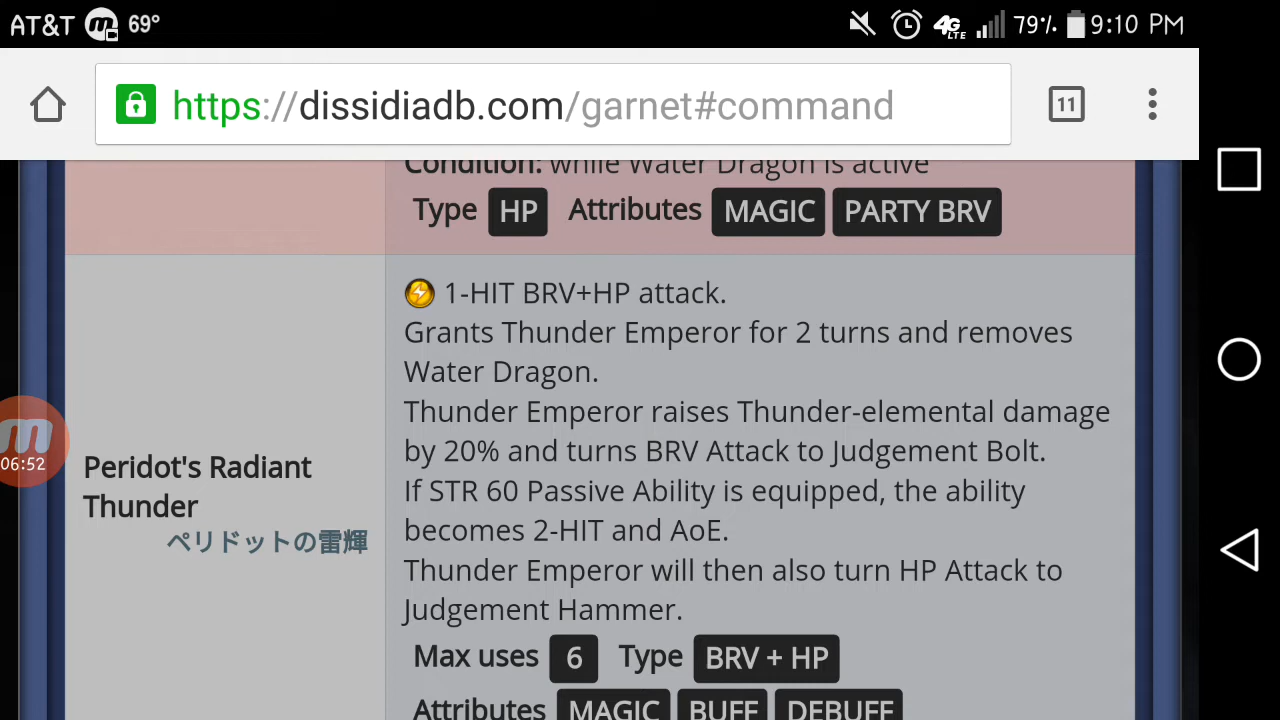 AT&T 69° 4G LTE 79% 9:10 PM
https://dissidiadb.com/garnet#command 11
Condition: while Water Dragon is active
Type HP Attributes MAGIC PARTY BRV
1-HIT BRV+HP attack.
Grants Thunder Emperor for 2 turns and removes
Water Dragon.
Thunder Emperor raises Thunder-elemental damage
by 20% and turns BRV Attack to Judgement Bolt.
If STR 60 Passive Ability is equipped, the ability
becomes 2-HIT and AoE.
Thunder Emperor will then also turn HP Attack to
Judgement Hammer.
Max uses 6 Type BRV + HP
Attributes MAGIC BUFF DEBUFF
Peridot's Radiant
Thunder
ペリドットの雷輝
06:52